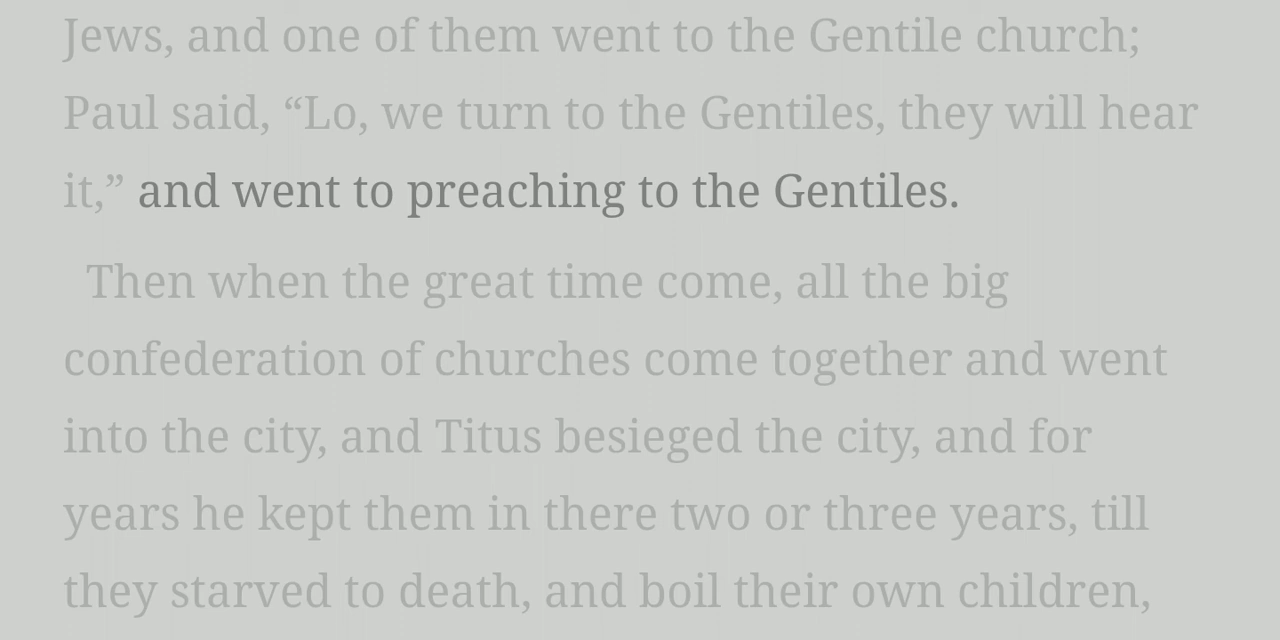 Jews, and one of them went to the Gentile church;
Paul said, “Lo, we turn to the Gentiles, they will hear
it,” and went to preaching to the Gentiles.
Then when the great time come, all the big
confederation of churches come together and went
into the city, and Titus besieged the city, and for
years he kept them in there two or three years, till
they starved to death, and boil their own children,